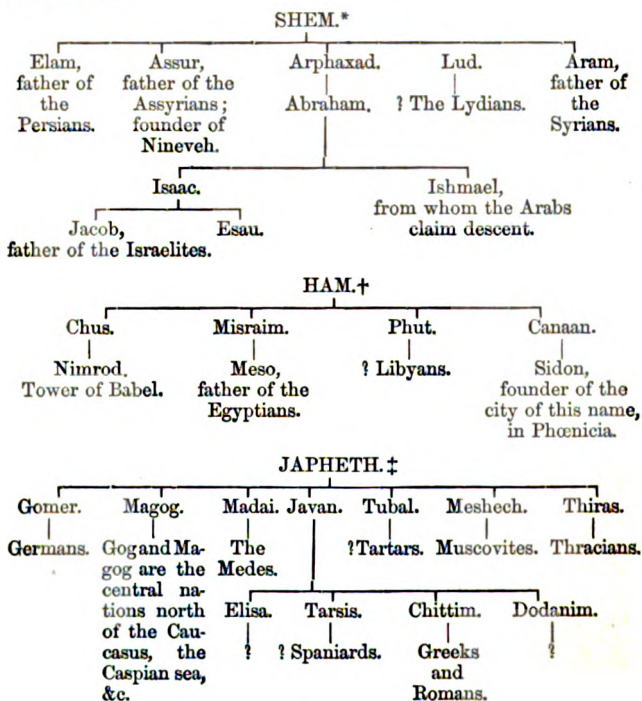 SHEM.*
Elam, Assur, Arphaxad. Lud. Aram,
father of father of the father of
the Assyrians; Abraham. ? The Lydians. the
Persians. founder of Syrians.
Nineveh.
Isaac. Ishmael,
from whom the Arabs
Jacob, Esau. claim descent.
father of the Israelites.
HAM.†
Chus. Misraim. Phut. Canaan.
Nimrod. Meso, ? Libyans. Sidon,
Tower of Babel. father of the founder of the
Egyptians. city of this name,
in Phœnicia.
JAPHETH.‡
Gomer. Magog. Madai. Javan. Tubal. Meshech. Thiras.
Germans. Gog and Ma- The ? Tartars. Muscovites. Thracians.
gog are the Medes.
central na-
tions north Elisa. Tarsis. Chittim. Dodanim.
of the Cau-
casus, the ? ? Spaniards. Greeks ?
Caspian sea, and
&c. Romans.